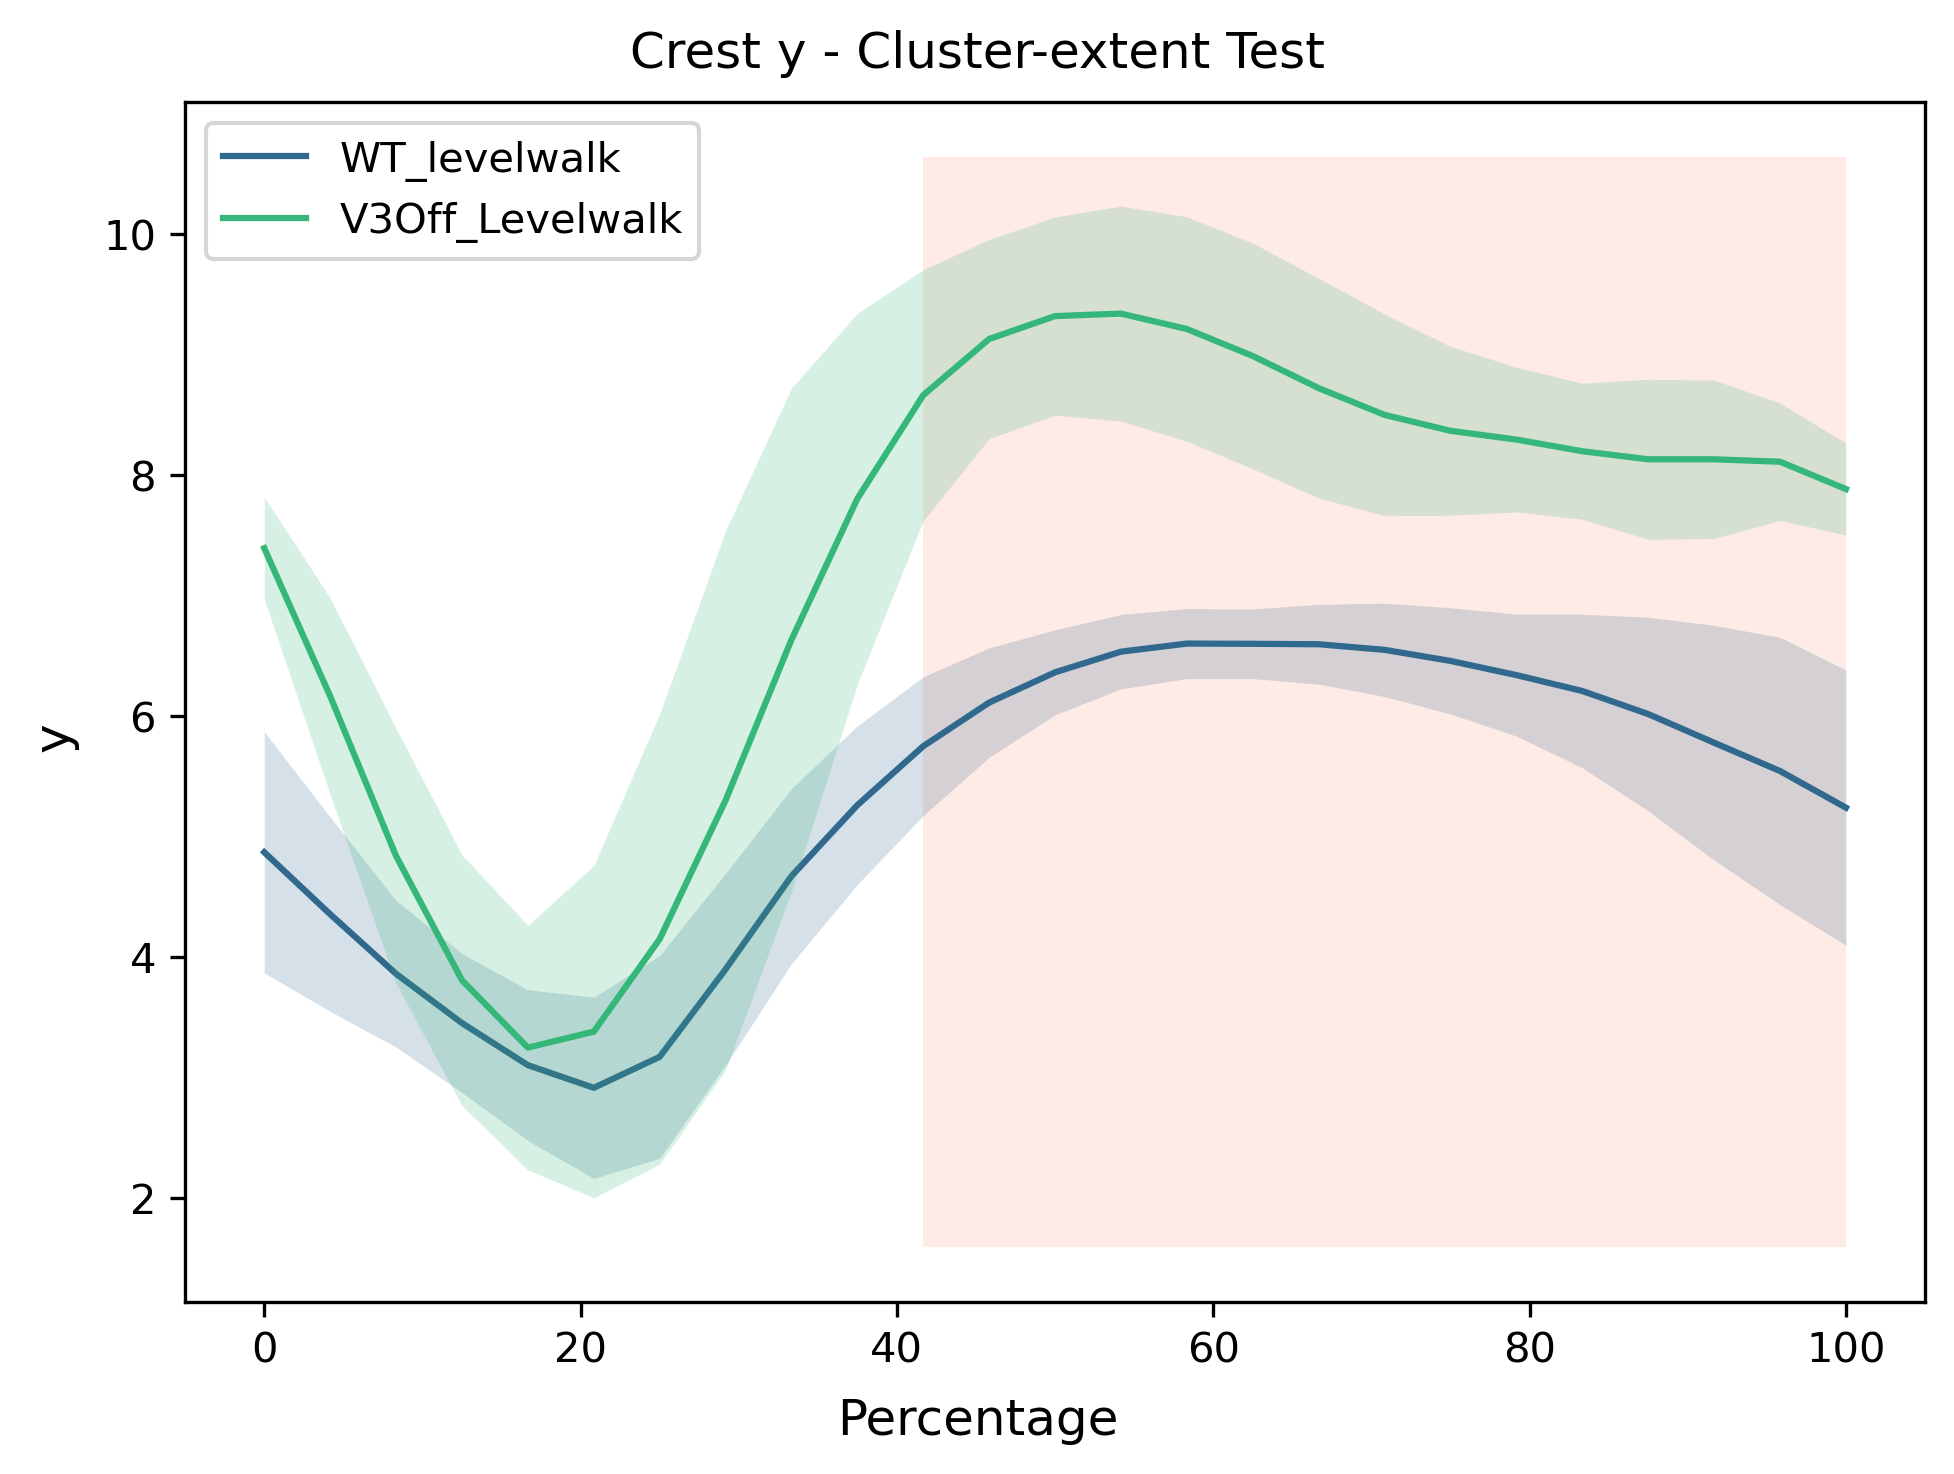 Crest y - Cluster-extent Test
WT_levelwalk
V3Off_Levelwalk
10
8
6
4
2
y
0 20 40 60 80 100
Percentage